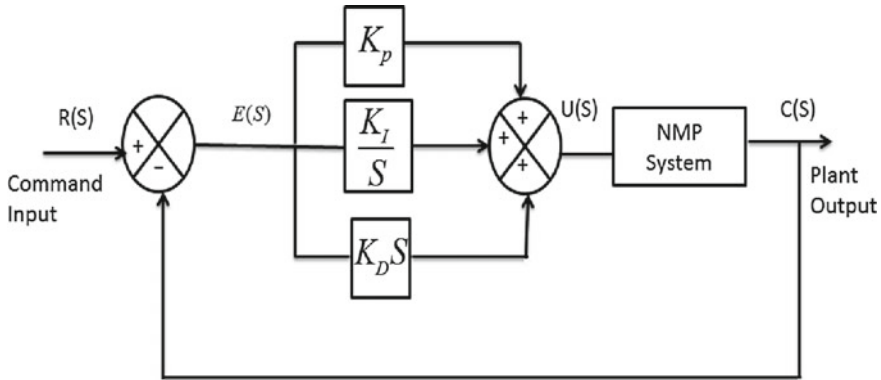 R(S)
Command
Input
+
−
E(S)
K_p
K_I
S
K_D S
+
+
+
U(S)
NMP
System
C(S)
Plant
Output